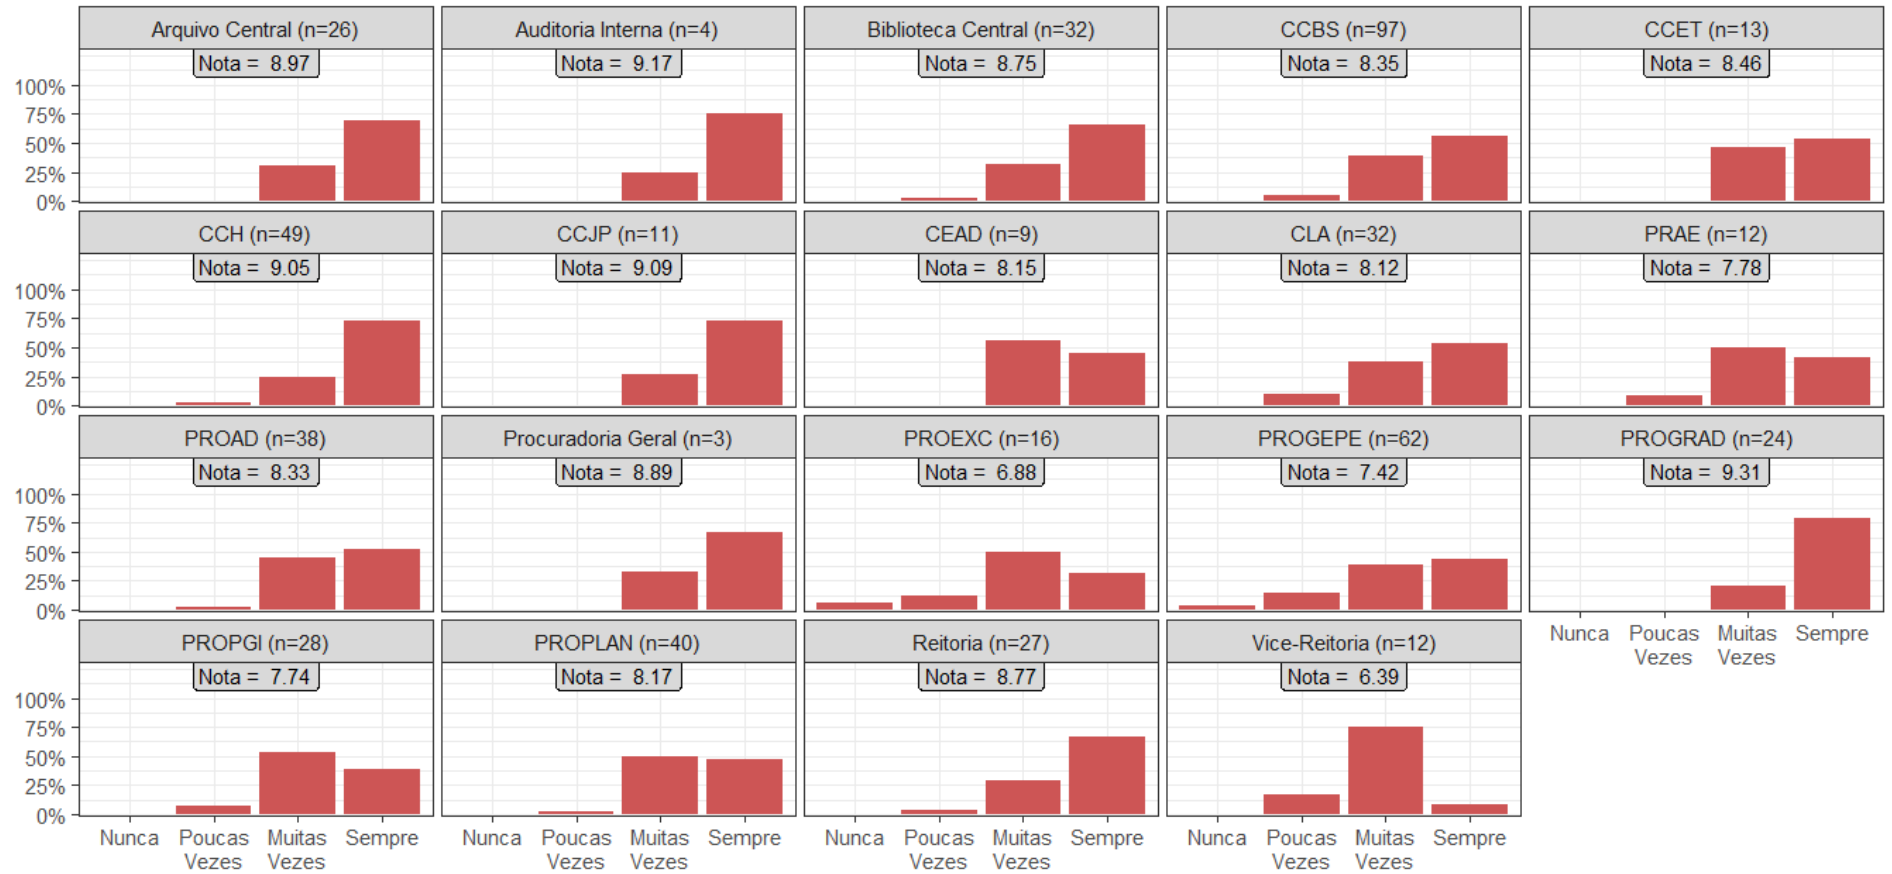 Arquivo Central (n=26)
Auditoria Interna (n=4)
Biblioteca Central (n=32)
CCBS (n=97)
CCET (n=13)
Nota = 8.97
Nota = 9.17
Nota = 8.75
Nota = 8.35
Nota = 8.46
100%
75%
50%
25%
0%
CCH (n=49)
CCJP (n=11)
CEAD (n=9)
CLA (n=32)
PRAE (n=12)
Nota = 9.05
Nota = 9.09
Nota = 8.15
Nota = 8.12
Nota = 7.78
100%
75%
50%
25%
0%
PROAD (n=38)
Procuradoria Geral (n=3)
PROEXC (n=16)
PROGEPE (n=62)
PROGRAD (n=24)
Nota = 8.33
Nota = 8.89
Nota = 6.88
Nota = 7.42
Nota = 9.31
100%
75%
50%
25%
0%
Nunca
Poucas
Vezes
Muitas
Vezes
Sempre
PROPGI (n=28)
PROPLAN (n=40)
Reitoria (n=27)
Vice-Reitoria (n=12)
Nota = 7.74
Nota = 8.17
Nota = 8.77
Nota = 6.39
100%
75%
50%
25%
0%
Nunca
Poucas
Vezes
Muitas
Vezes
Sempre
Nunca
Poucas
Vezes
Muitas
Vezes
Sempre
Nunca
Poucas
Vezes
Muitas
Vezes
Sempre
Nunca
Poucas
Vezes
Muitas
Vezes
Sempre